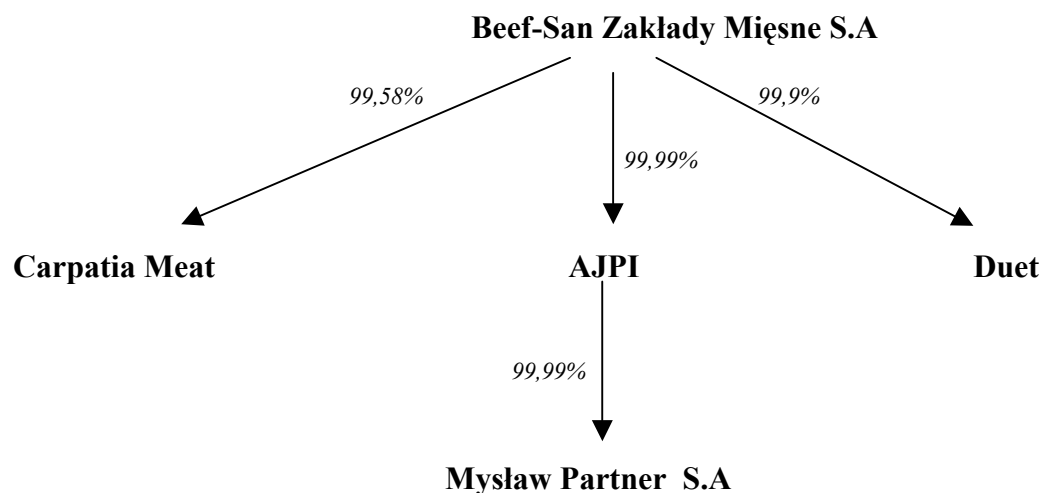 Beef-San Zakłady Mięsne S.A
99,58%
99,9%
99,99%
Carpatia Meat
AJPI
Duet
99,99%
Mysław Partner S.A